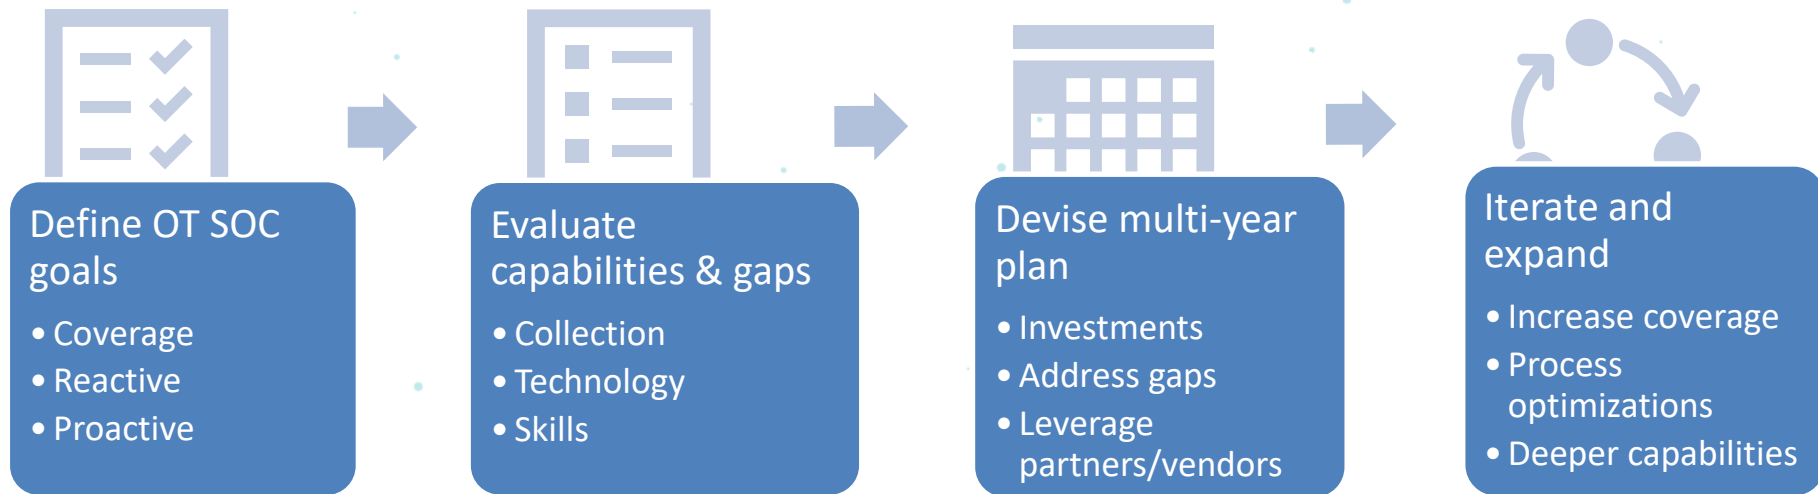 Define OT SOC
goals
• Coverage
• Reactive
• Proactive
Evaluate
capabilities & gaps
• Collection
• Technology
• Skills
Devise multi-year
plan
• Investments
• Address gaps
• Leverage
partners/vendors
Iterate and
expand
• Increase coverage
• Process
optimizations
• Deeper capabilities